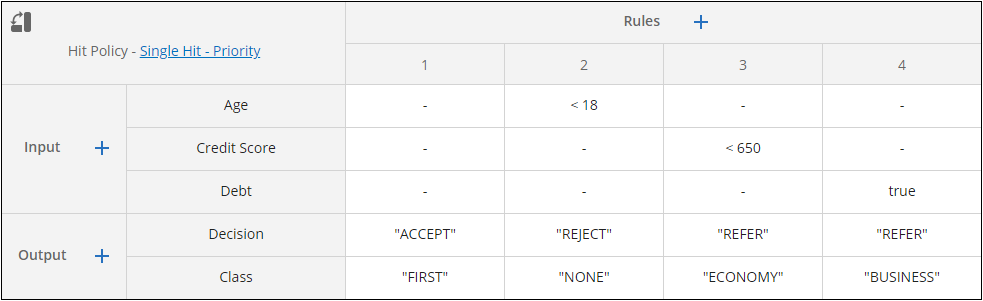 Rules +
Hit Policy - Single Hit - Priority
1 2 3 4
Age - < 18 - -
Input + Credit Score - - < 650 -
Debt - - - true
Decision "ACCEPT" "REJECT" "REFER" "REFER"
Output + Class "FIRST" "NONE" "ECONOMY" "BUSINESS"